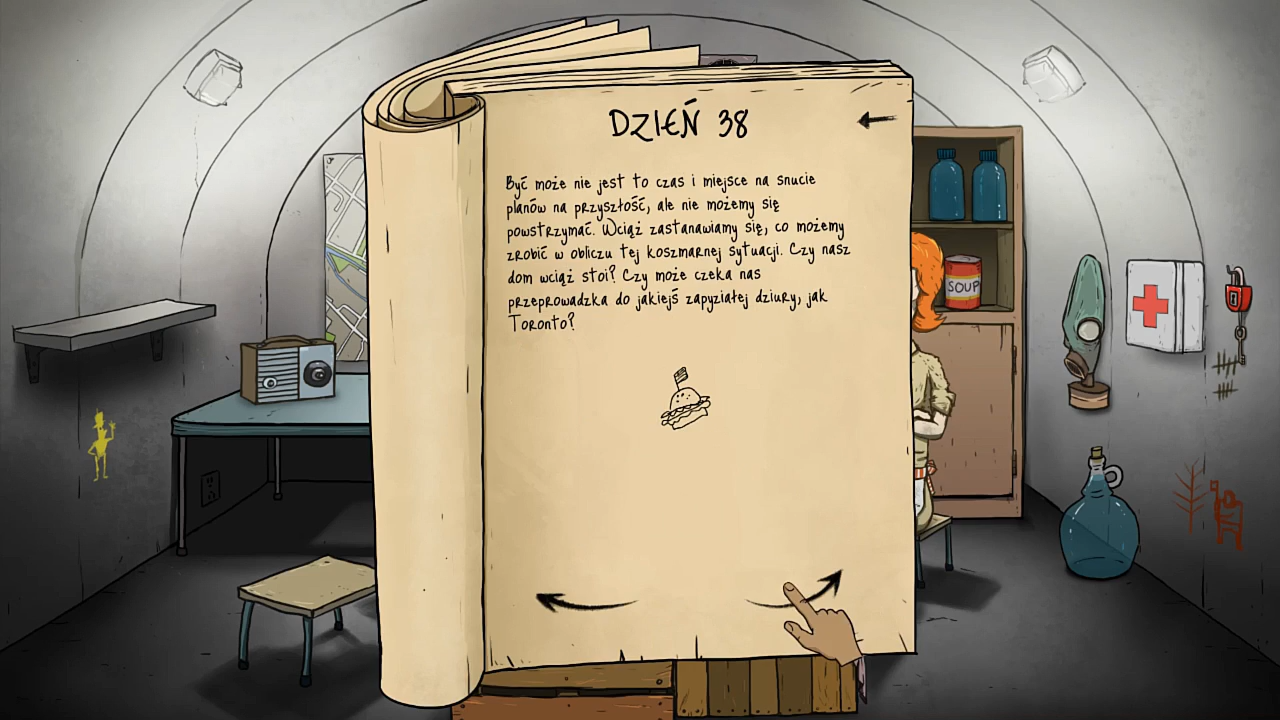 DZIEŃ 38
Być może nie jest to czas i miejsce na snucie
planów na przyszłość, ale nie możemy się
powstrzymać. Wciąż zastanawiamy się, co możemy
zrobić w obliczu tej koszmarnej sytuacji. Czy nasz
dom wciąż stoi? Czy może czeka nas
przeprowadzka do jakiejś zapyziałej dziury, jak
Toronto?
SOUP